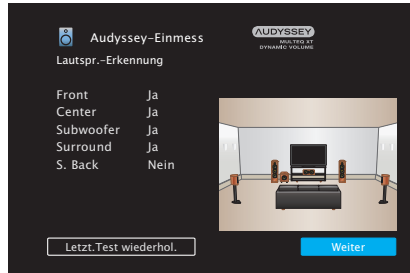 Audyssey-Einmess
AUDYSSEY
MULTEQ XT
DYNAMIC VOLUME
Lautspr.-Erkennung
Front Ja
Center Ja
Subwoofer Ja
Surround Ja
S. Back Nein
Letzt.Test wiederhol.
Weiter